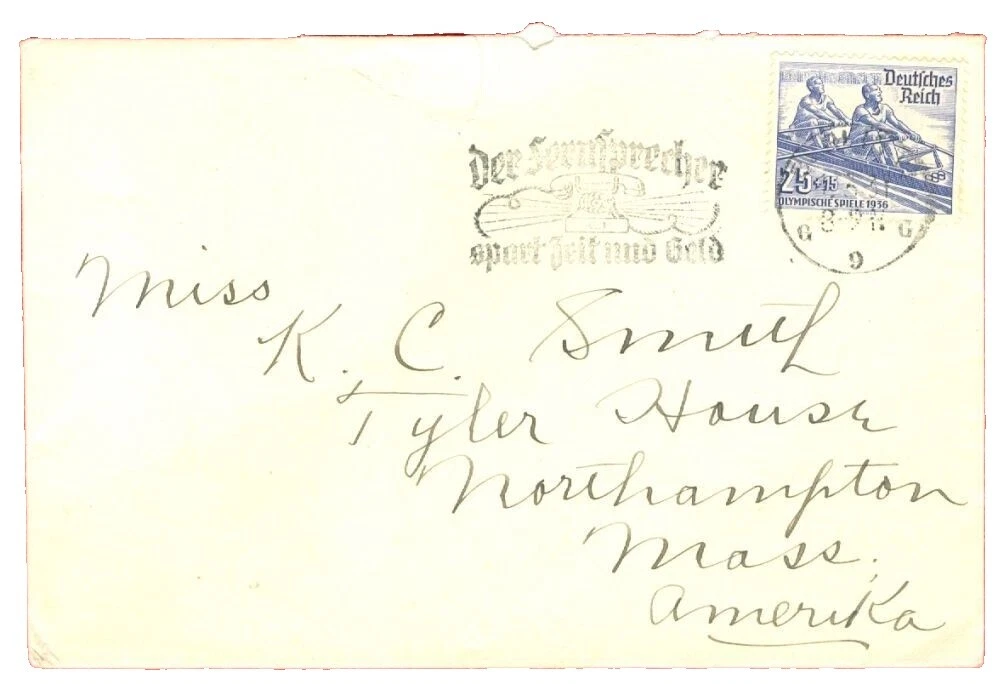 Deutsches
Reich
25+15
OLYMPISCHE SPIELE 1936
Der Fernsprecher
spart Zeit und Geld
G G
9
Miss
K. C. Smith
Tyler House
Northampton
Mass.
Amerika